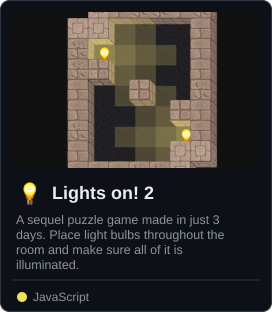 Lights on! 2
A sequel puzzle game made in just 3
days. Place light bulbs throughout the
room and make sure all of it is
illuminated.
JavaScript